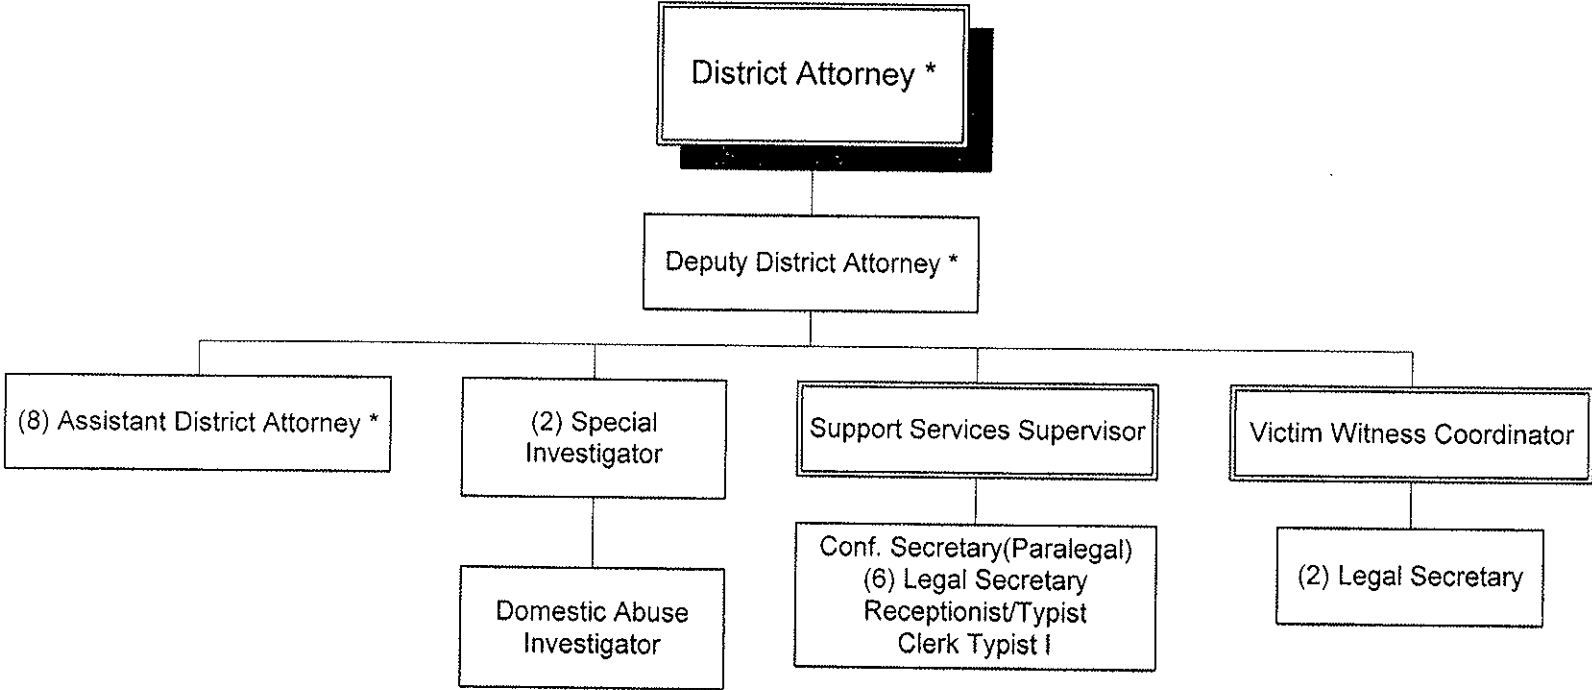 District Attorney *
Deputy District Attorney *
(8) Assistant District Attorney *
(2) Special
Investigator
Support Services Supervisor
Victim Witness Coordinator
Domestic Abuse
Investigator
Conf. Secretary(Paralegal)
(6) Legal Secretary
Receptionist/Typist
Clerk Typist I
(2) Legal Secretary